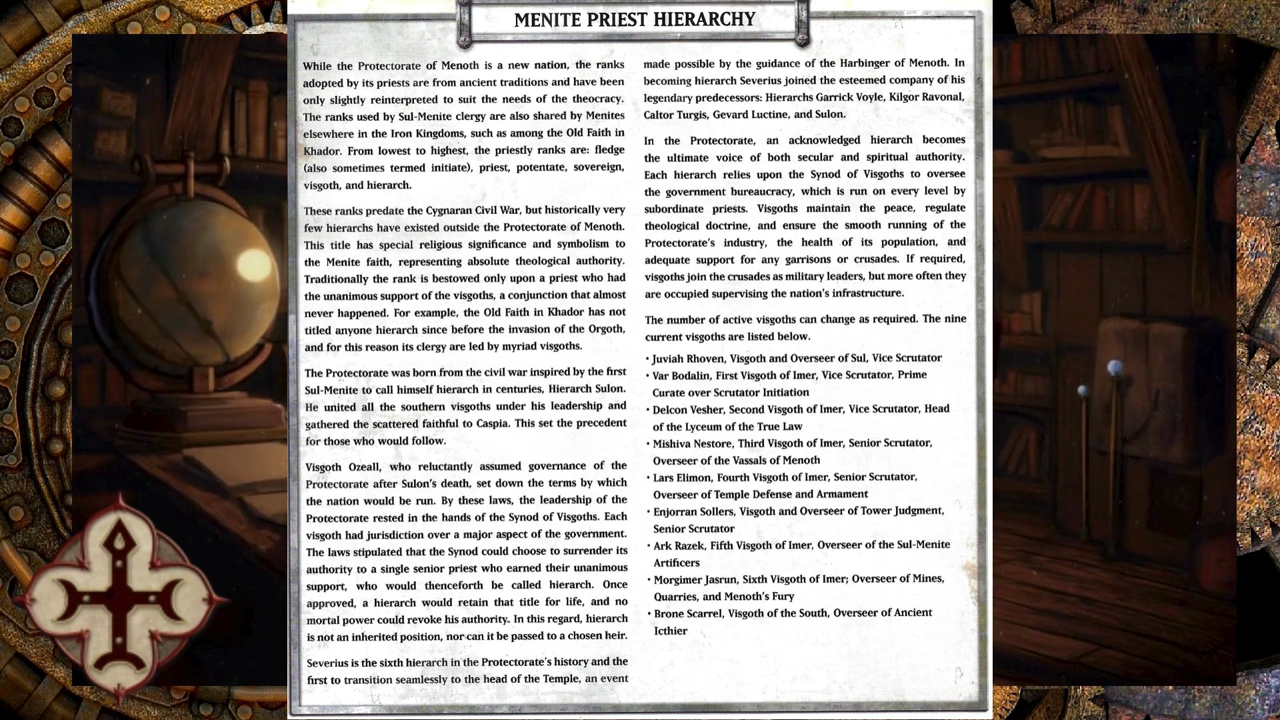 MENITE PRIEST HIERARCHY
While the Protectorate of Menoth is a new nation, the ranks
adopted by its priests are from ancient traditions and have been
only slightly reinterpreted to suit the needs of the theocracy.
The ranks used by Sul-Menite clergy are also shared by Menites
elsewhere in the Iron Kingdoms, such as among the Old Faith in
Khador. From lowest to highest, the priestly ranks are: fledge
(also sometimes termed initiate), priest, potentate, sovereign,
visgoth, and hierarch.
These ranks predate the Cygnaran Civil War, but historically very
few hierarchs have existed outside the Protectorate of Menoth.
This title has special religious significance and symbolism to
the Menite faith, representing absolute theological authority.
Traditionally the rank is bestowed only upon a priest who had
the unanimous support of the visgoths, a conjunction that almost
never happened. For example, the Old Faith in Khador has not
titled anyone hierarch since before the invasion of the Orgoth,
and for this reason its clergy are led by myriad visgoths.
The Protectorate was born from the civil war inspired by the first
Sul-Menite to call himself hierarch in centuries, Hierarch Sulon.
He united all the southern visgoths under his leadership and
gathered the scattered faithful to Caspia. This set the precedent
for those who would follow.
Visgoth Ozeall, who reluctantly assumed governance of the
Protectorate after Sulon's death, set down the terms by which
the nation would be run. By these laws, the leadership of the
Protectorate rested in the hands of the Synod of Visgoths. Each
visgoth had jurisdiction over a major aspect of the government.
The laws stipulated that the Synod could choose to surrender its
authority to a single senior priest who earned their unanimous
support, who would thenceforth be called hierarch. Once
approved, a hierarch would retain that title for life, and no
mortal power could revoke his authority. In this regard, hierarch
is not an inherited position, nor can it be passed to a chosen heir.
Severius is the sixth hierarch in the Protectorate's history and the
first to transition seamlessly to the head of the Temple, an event
made possible by the guidance of the Harbinger of Menoth. In
becoming hierarch Severius joined the esteemed company of his
legendary predecessors: Hierarchs Garrick Voyle, Kilgor Ravonal,
Caltor Turgis, Gevard Luctine, and Sulon.
In the Protectorate, an acknowledged hierarch becomes
the ultimate voice of both secular and spiritual authority.
Each hierarch relies upon the Synod of Visgoths to oversee
the government bureaucracy, which is run on every level by
subordinate priests. Visgoths maintain the peace, regulate
theological doctrine, and ensure the smooth running of the
Protectorate's industry, the health of its population, and
adequate support for any garrisons or crusades. If required,
visgoths join the crusades as military leaders, but more often they
are occupied supervising the nation's infrastructure.
The number of active visgoths can change as required. The nine
current visgoths are listed below.
• Juviah Rhoven, Visgoth and Overseer of Sul, Vice Scrutator
• Var Bodalin, First Visgoth of Imer, Vice Scrutator, Prime
Curate over Scrutator Initiation
• Delcon Vesher, Second Visgoth of Imer, Vice Scrutator, Head
of the Lyceum of the True Law
• Mishiva Nestore, Third Visgoth of Imer, Senior Scrutator,
Overseer of the Vassals of Menoth
• Lars Elimon, Fourth Visgoth of Imer, Senior Scrutator,
Overseer of Temple Defense and Armament
• Enjorran Sollers, Visgoth and Overseer of Tower Judgment,
Senior Scrutator
• Ark Razek, Fifth Visgoth of Imer, Overseer of the Sul-Menite
Artificers
• Morgimer Jasrun, Sixth Visgoth of Imer; Overseer of Mines,
Quarries, and Menoth's Fury
• Brone Scarrel, Visgoth of the South, Overseer of Ancient
Icthier